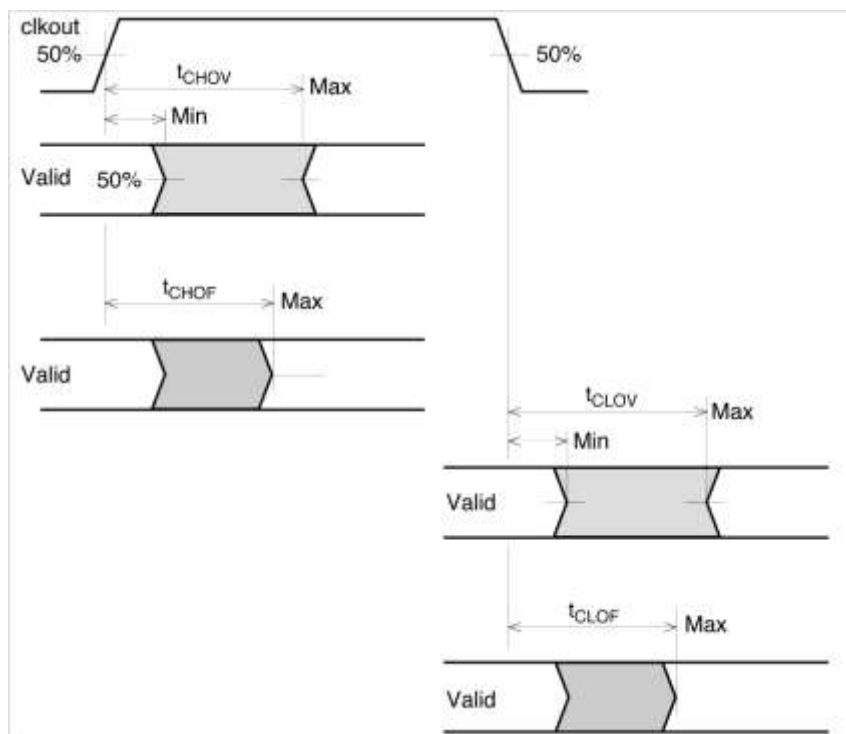 clkout
50%
50%
tCHOV
Max
Min
Valid
50%
tCHOF
Max
Valid
tCLOV
Max
Min
Valid
tCLOF
Max
Valid